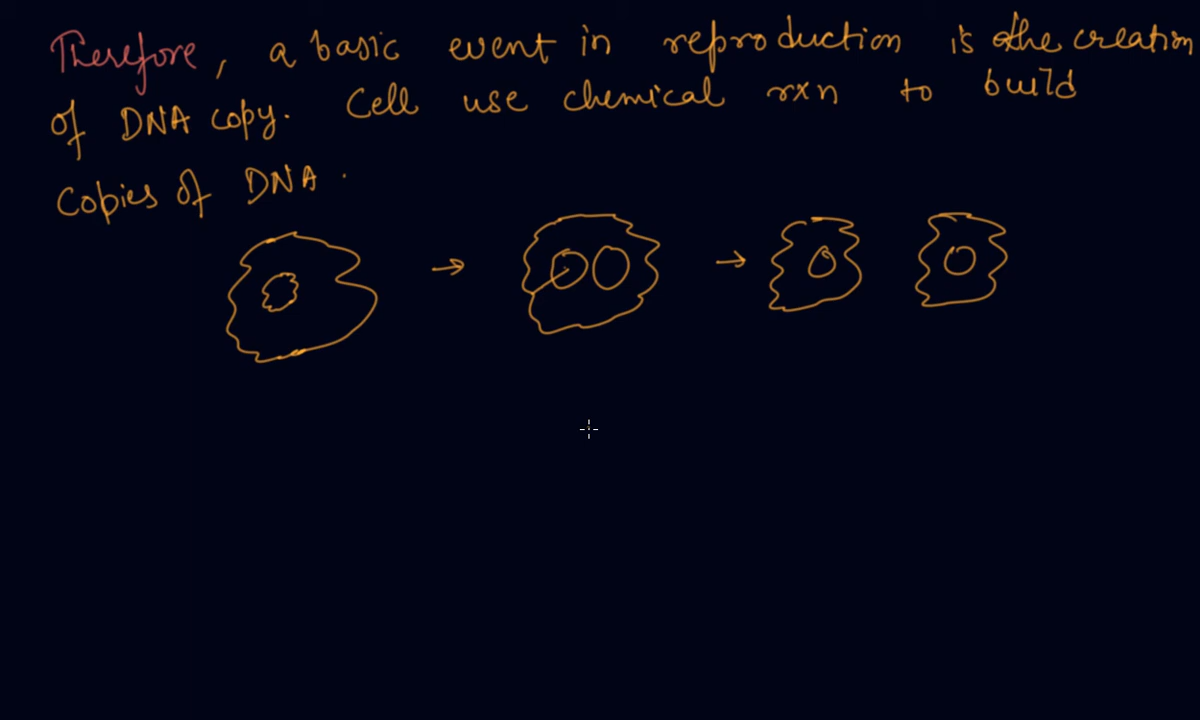 Therefore, a basic event in reproduction is the creation
of DNA copy. Cell use chemical rxn to build
Copies of DNA.